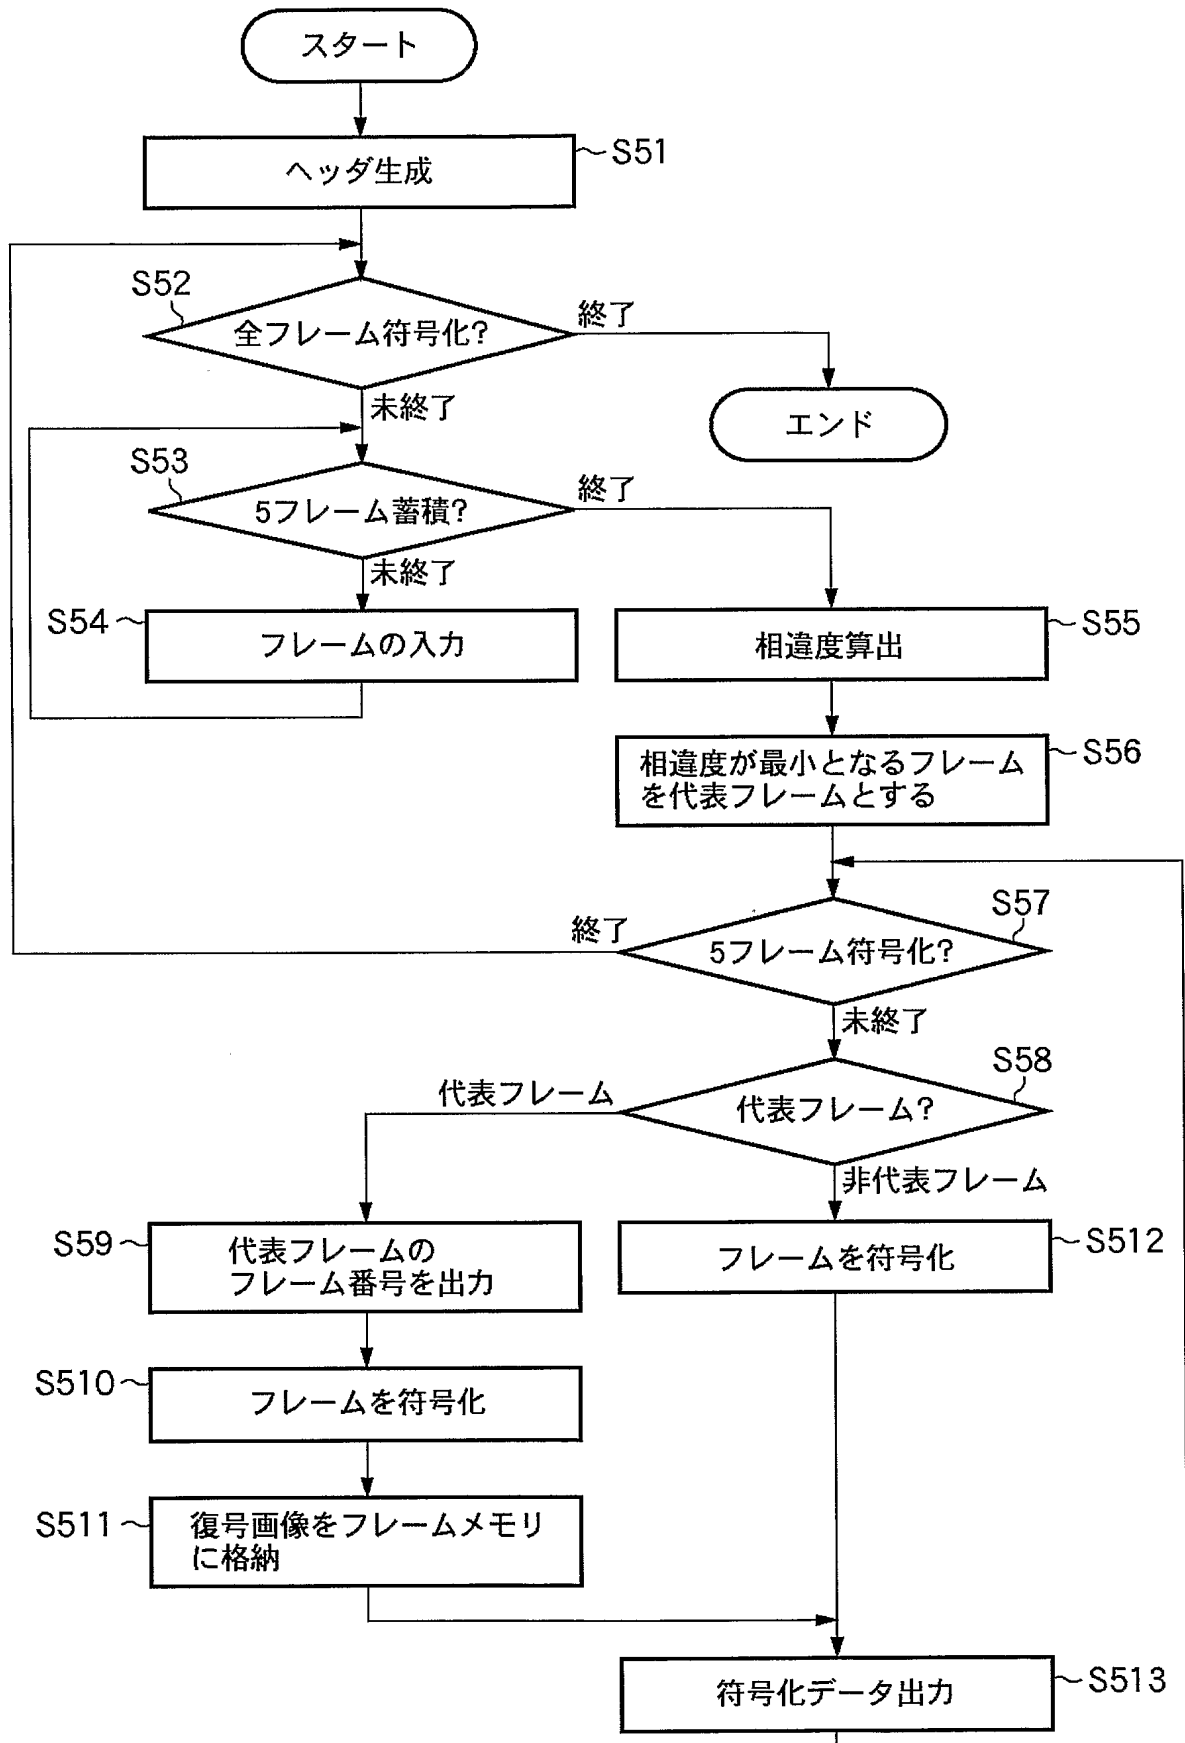 スタート
ヘッダ生成
S51
S52
全フレーム符号化?
終了
未終了
エンド
S53
5フレーム蓄積?
終了
未終了
S54
フレームの入力
相違度算出
S55
相違度が最小となるフレーム
を代表フレームとする
S56
S57
終了
5フレーム符号化?
未終了
S58
代表フレーム
代表フレーム?
非代表フレーム
S59
代表フレームの
フレーム番号を出力
フレームを符号化
S512
S510
フレームを符号化
S511
復号画像をフレームメモリ
に格納
符号化データ出力
S513